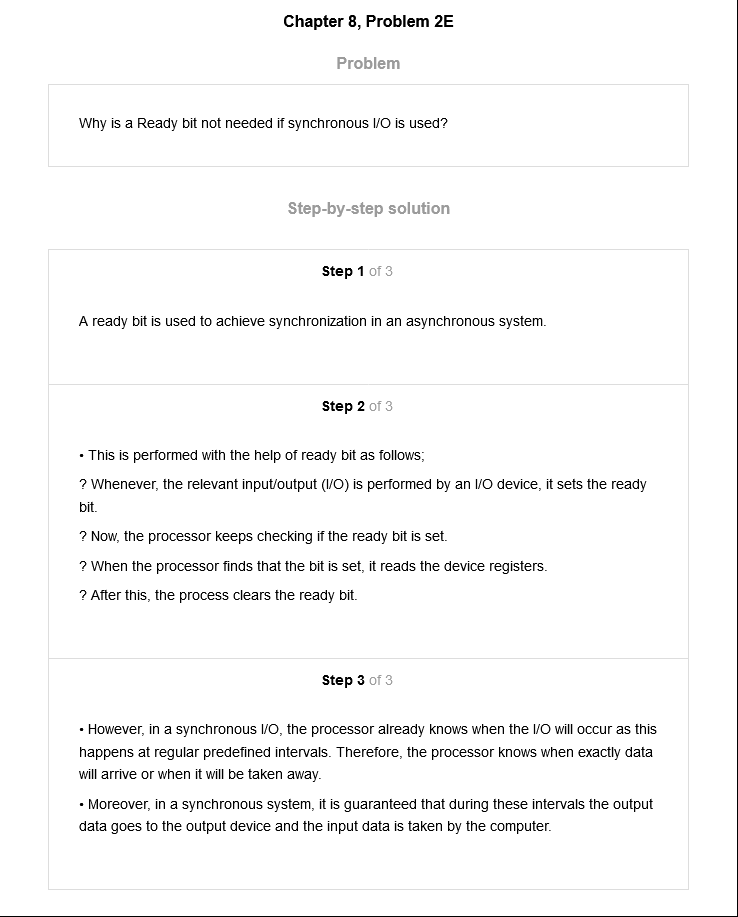 Chapter 8, Problem 2E
Problem
Why is a Ready bit not needed if synchronous I/O is used?
Step-by-step solution
Step 1 of 3
A ready bit is used to achieve synchronization in an asynchronous system.
Step 2 of 3
• This is performed with the help of ready bit as follows;
? Whenever, the relevant input/output (I/O) is performed by an I/O device, it sets the ready
bit.
? Now, the processor keeps checking if the ready bit is set.
? When the processor finds that the bit is set, it reads the device registers.
? After this, the process clears the ready bit.
Step 3 of 3
• However, in a synchronous I/O, the processor already knows when the I/O will occur as this
happens at regular predefined intervals. Therefore, the processor knows when exactly data
will arrive or when it will be taken away.
• Moreover, in a synchronous system, it is guaranteed that during these intervals the output
data goes to the output device and the input data is taken by the computer.